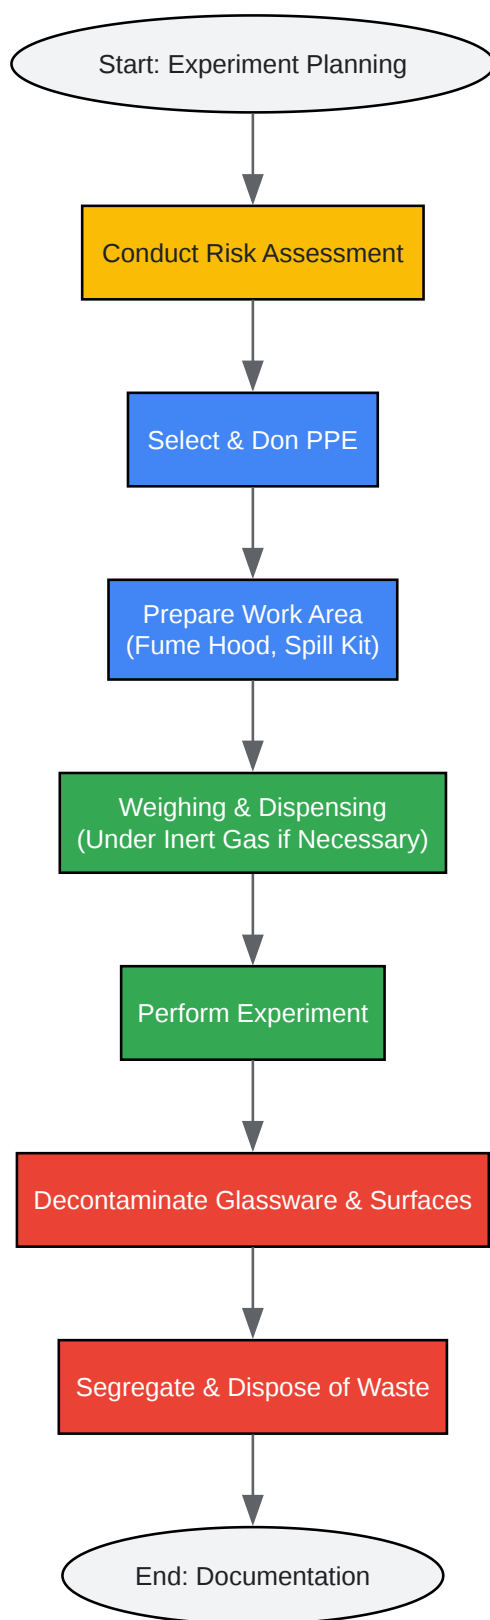 Start: Experiment Planning
Conduct Risk Assessment
Select & Don PPE
Prepare Work Area
(Fume Hood, Spill Kit)
Weighing & Dispensing
(Under Inert Gas if Necessary)
Perform Experiment
Decontaminate Glassware & Surfaces
Segregate & Dispose of Waste
End: Documentation